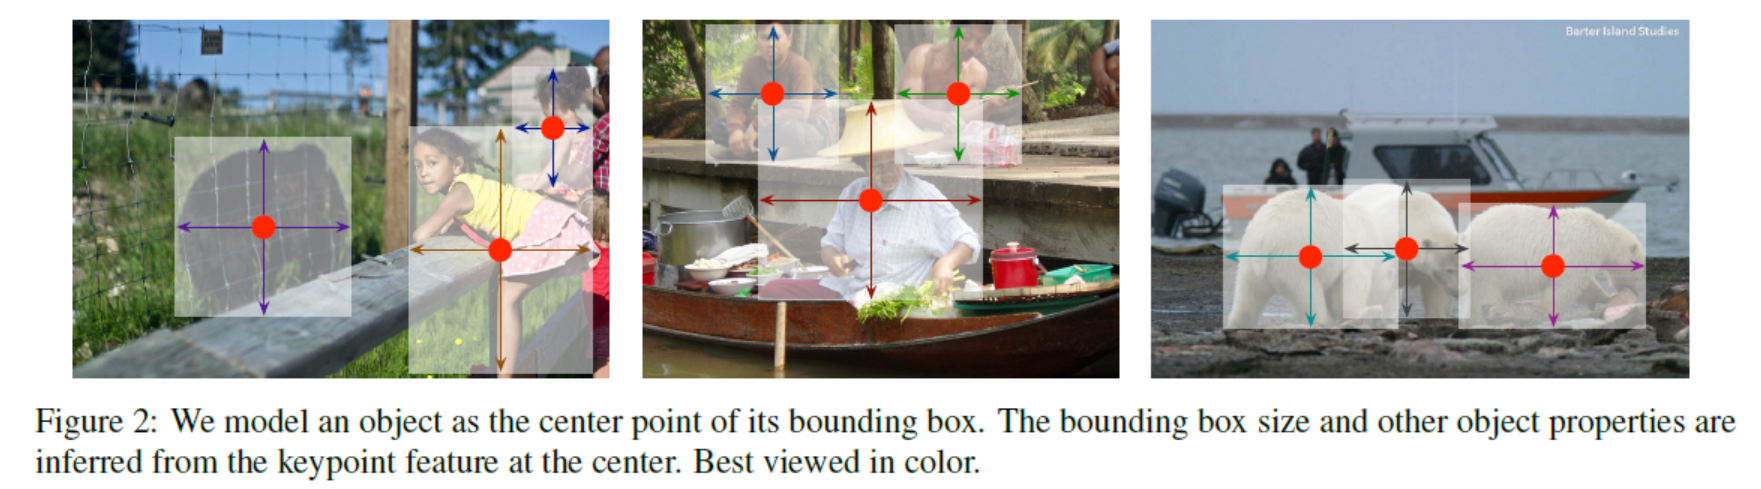 Barter Island Studies
Figure 2: We model an object as the center point of its bounding box. The bounding box size and other object properties are
inferred from the keypoint feature at the center. Best viewed in color.